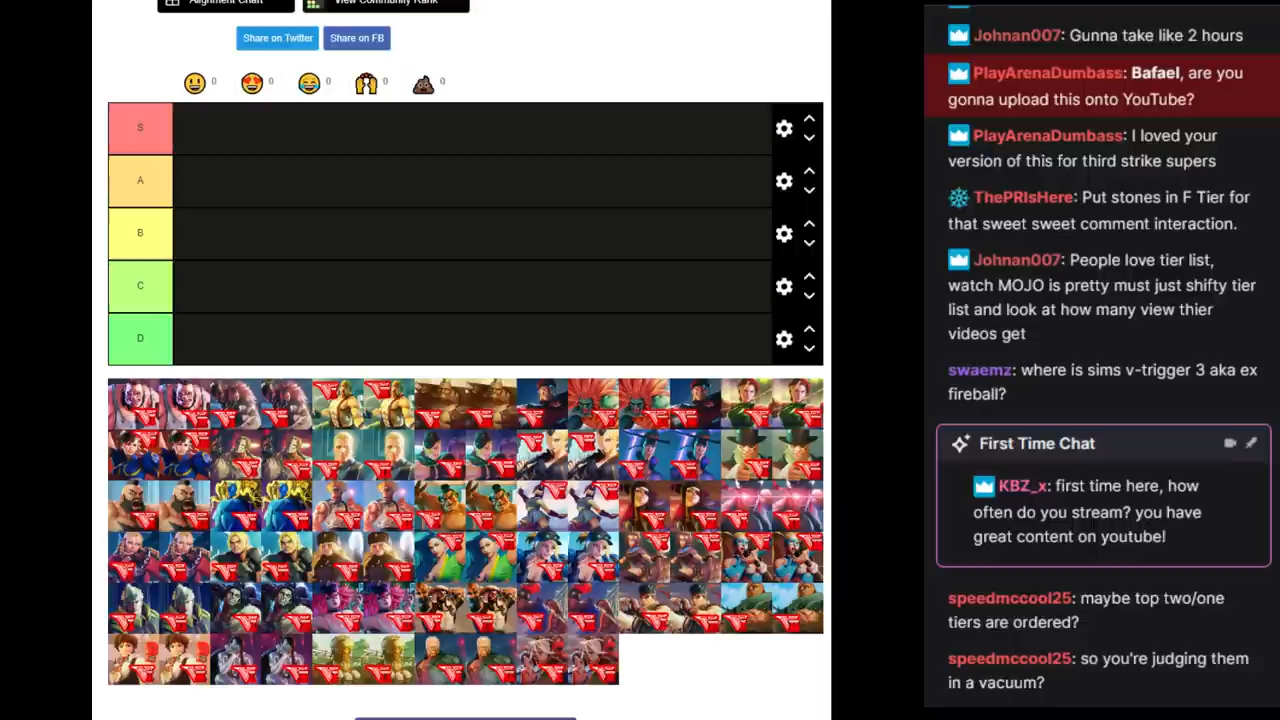 Alignment Chart
View Community Rank
Share on Twitter
Share on FB
0
0
0
0
0
S
A
B
C
D
Johnan007: Gunna take like 2 hours
PlayArenaDumbass: Bafael, are you
gonna upload this onto YouTube?
PlayArenaDumbass: I loved your
version of this for third strike supers
ThePRIsHere: Put stones in F Tier for
that sweet sweet comment interaction.
Johnan007: People love tier list,
watch MOJO is pretty must just shifty tier
list and look at how many view thier
videos get
swaemz: where is sims v-trigger 3 aka ex
fireball?
First Time Chat
KBZ_x: first time here, how
often do you stream? you have
great content on youtube!
speedmccool25: maybe top two/one
tiers are ordered?
speedmccool25: so you're judging them
in a vacuum?